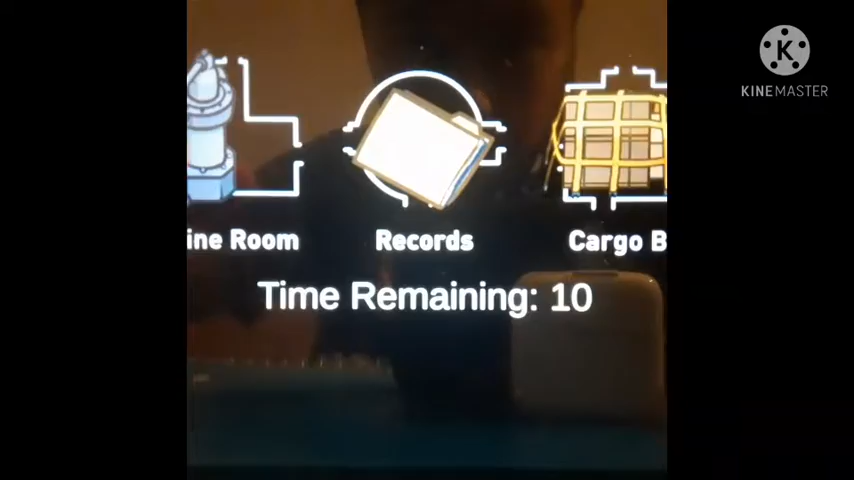 K
KINEMASTER
ine Room
Records
Cargo B
Time Remaining: 10